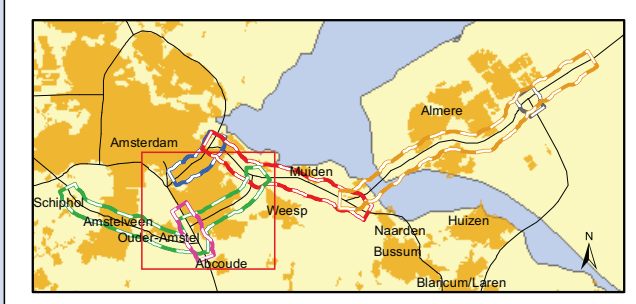 Almere
Amsterdam
Muiden
Schiphol
Weesp
Amstelveen
Huizen
Ouder-Amstel
Naarden
N
Bussum
Abcoude
Blaricum/Laren